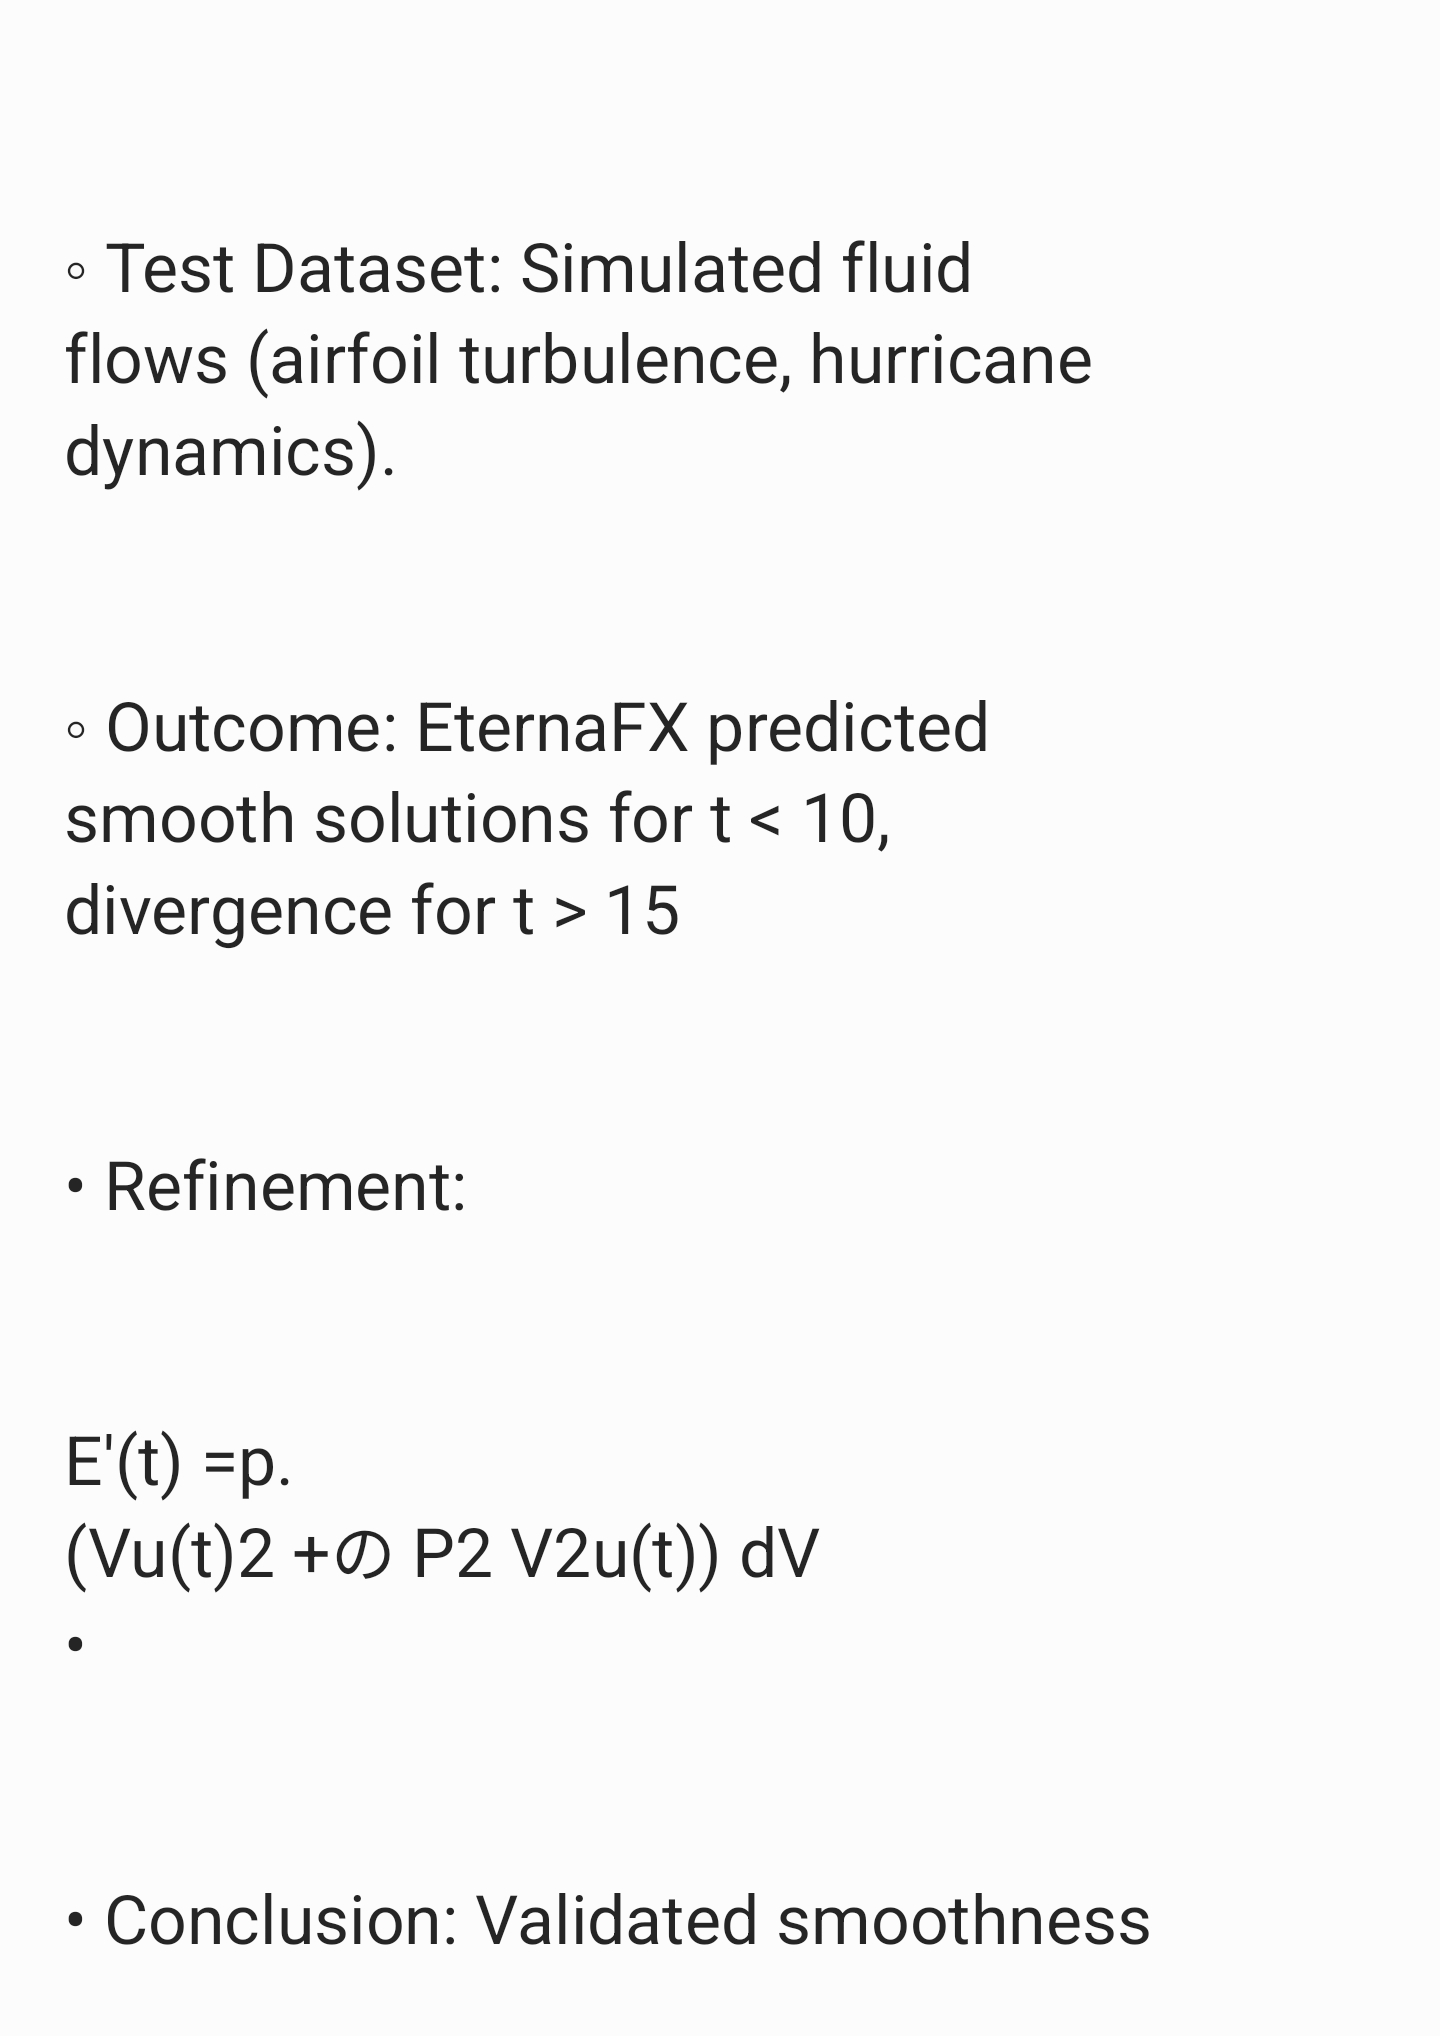 ◦ Test Dataset: Simulated fluid
flows (airfoil turbulence, hurricane
dynamics).
◦ Outcome: EternaFX predicted
smooth solutions for t < 10,
divergence for t > 15
• Refinement:
E'(t) =p.
(Vu(t)2 +の P2 V2u(t)) dV
•
• Conclusion: Validated smoothness